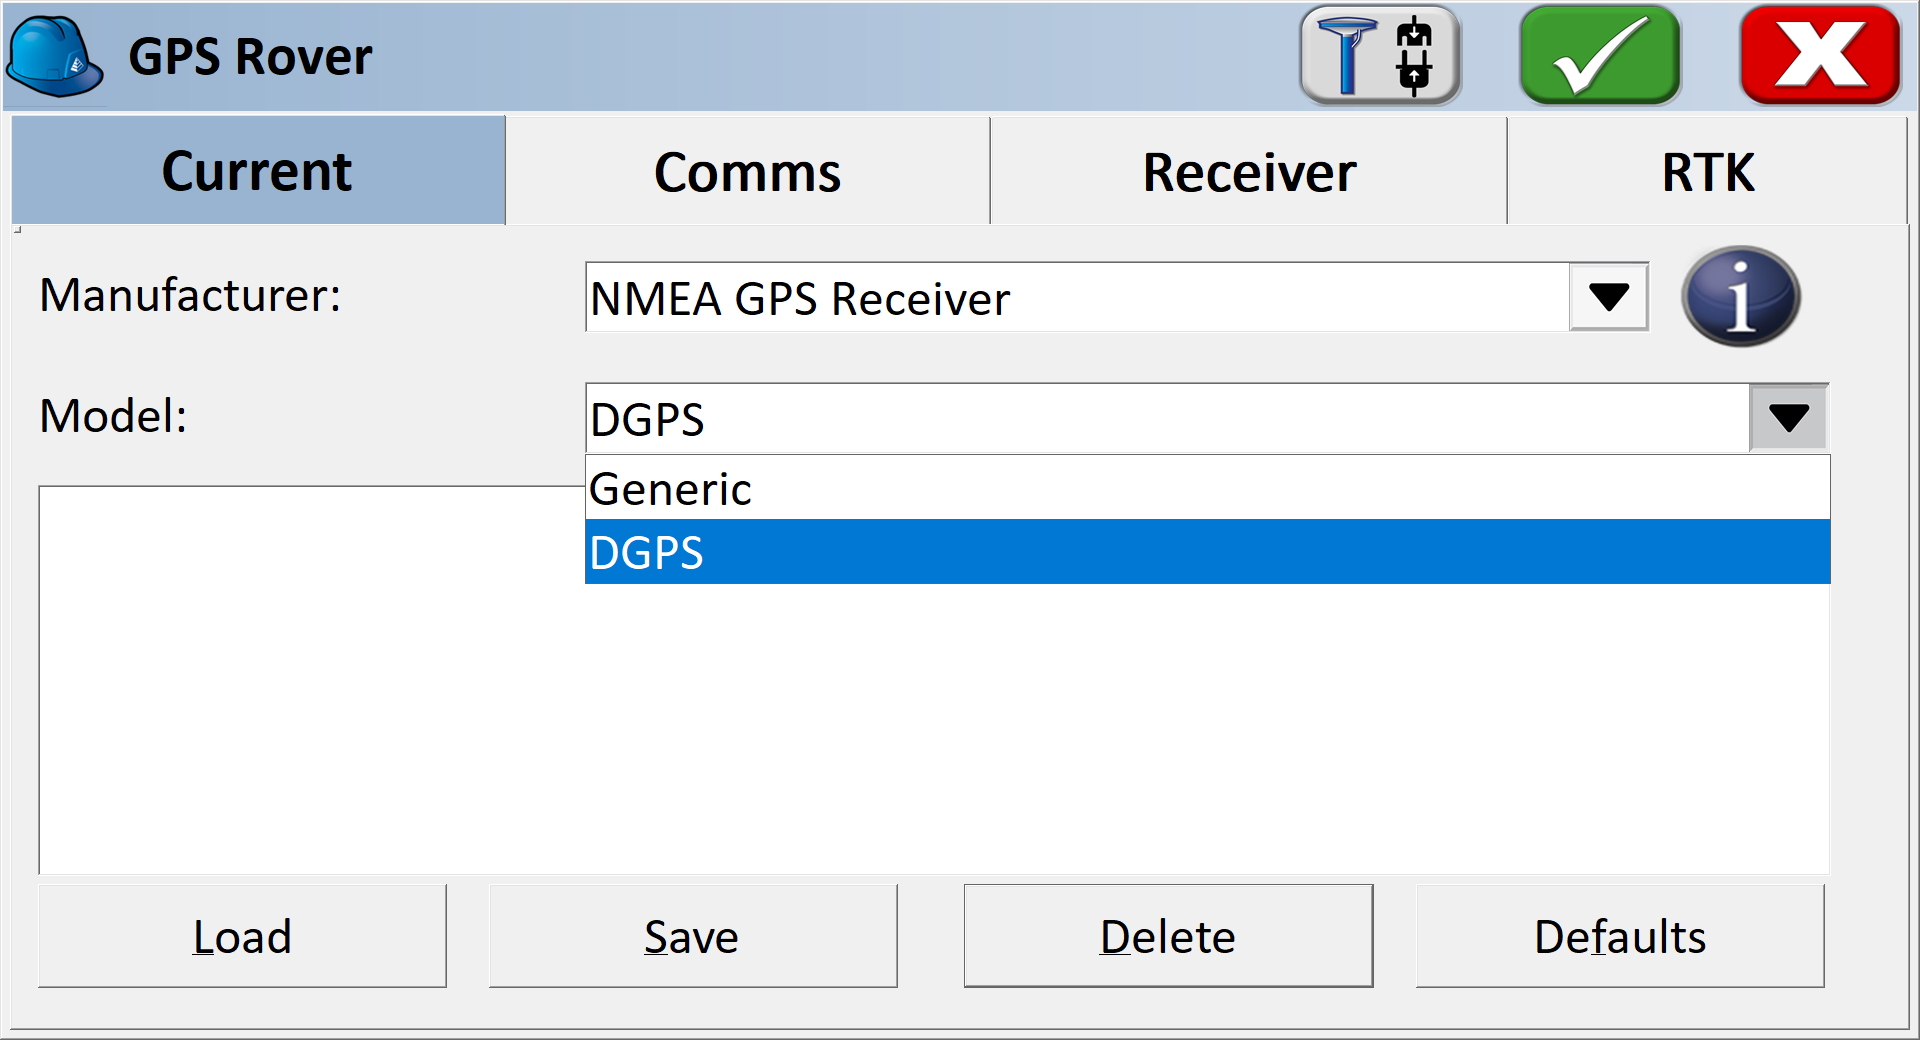 GPS Rover
Current
Comms
Receiver
RTK
Manufacturer:
NMEA GPS Receiver
Model:
DGPS
Generic
DGPS
Load
Save
Delete
Defaults